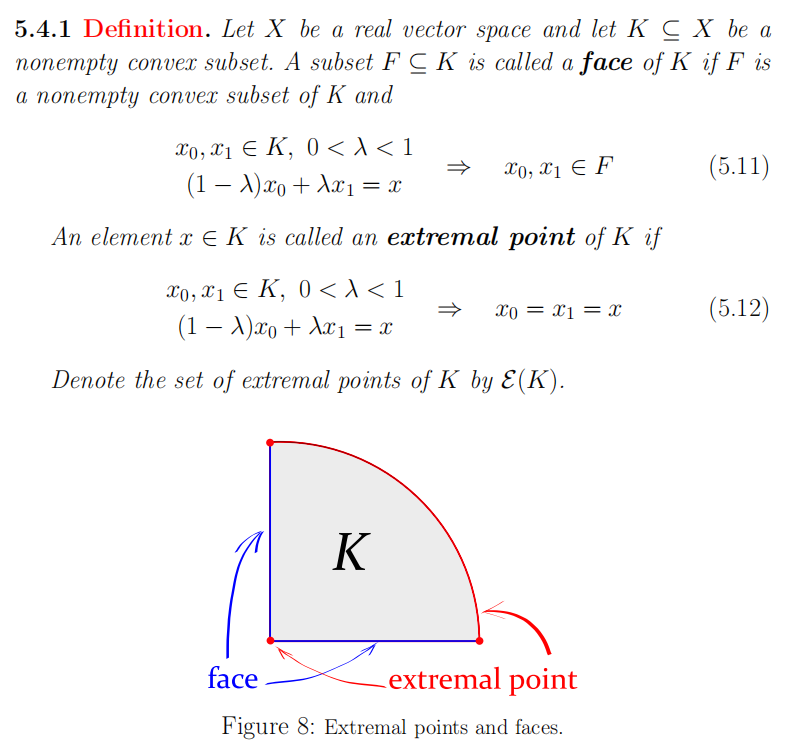 5.4.1 Definition. Let X be a real vector space and let K ⊆ X be a
nonempty convex subset. A subset F ⊆ K is called a face of K if F is
a nonempty convex subset of K and
x₀, x₁ ∈ K, 0 < λ < 1
(1 − λ)x₀ + λx₁ = x ⇒ x₀, x₁ ∈ F (5.11)
An element x ∈ K is called an extremal point of K if
x₀, x₁ ∈ K, 0 < λ < 1
(1 − λ)x₀ + λx₁ = x ⇒ x₀ = x₁ = x (5.12)
Denote the set of extremal points of K by ℰ(K).
K
face
extremal point
Figure 8: Extremal points and faces.